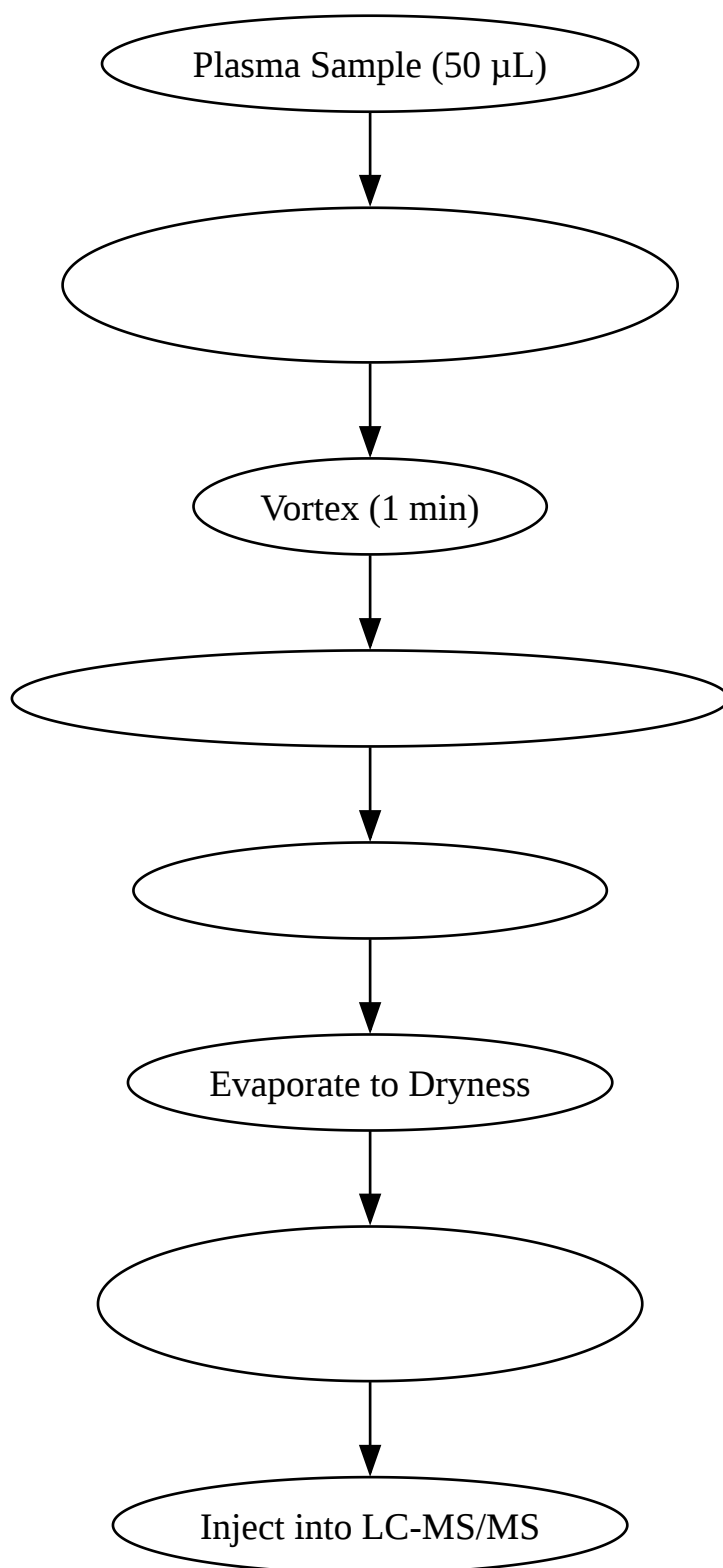 Plasma Sample (50 µL)
Vortex (1 min)
Evaporate to Dryness
Inject into LC-MS/MS